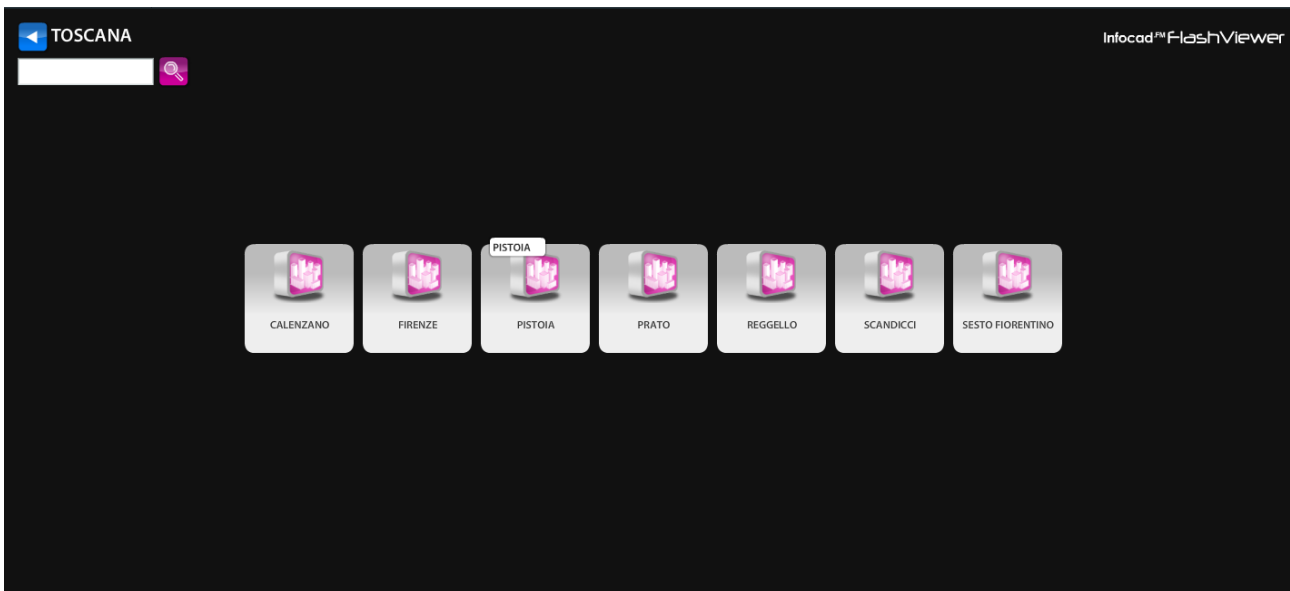 TOSCANA
Infocad.FM FlashViewer
PISTOIA
CALENZANO
FIRENZE
PISTOIA
PRATO
REGGELLO
SCANDICCI
SESTO FIORENTINO